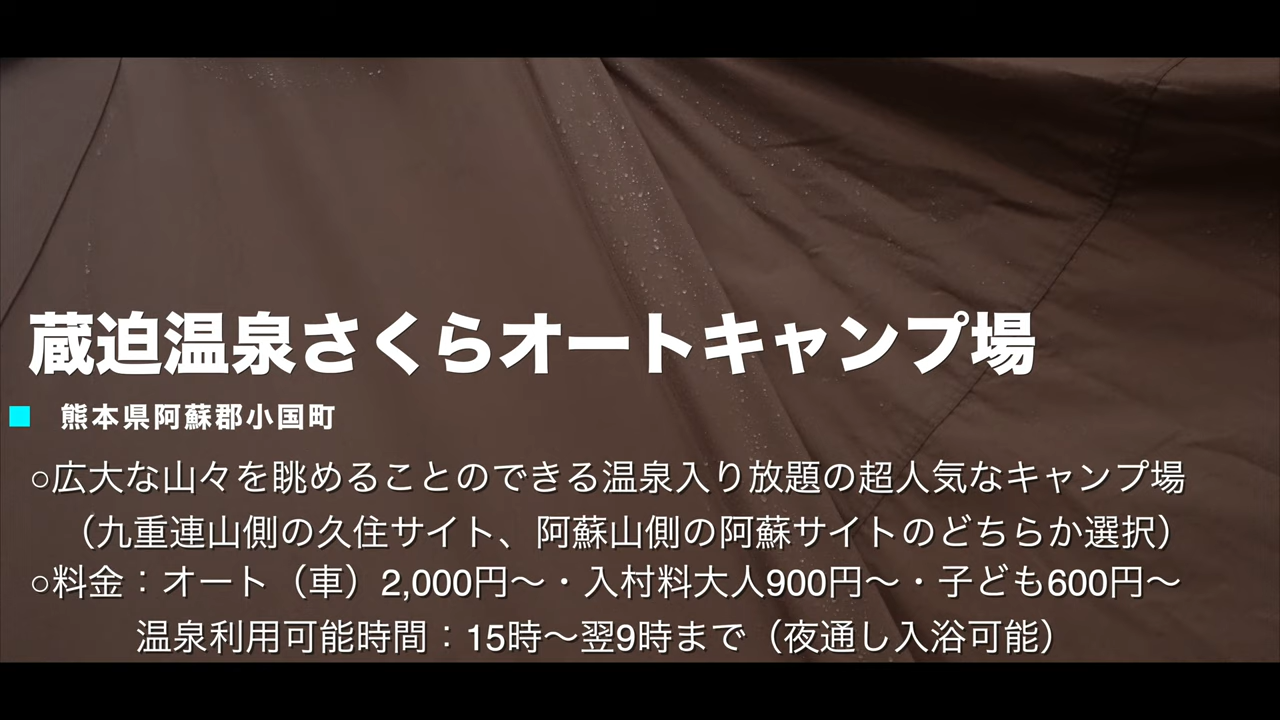 蔵迫温泉さくらオートキャンプ場
■ 熊本県阿蘇郡小国町
○広大な山々を眺めることのできる温泉入り放題の超人気なキャンプ場
（九重連山側の久住サイト、阿蘇山側の阿蘇サイトのどちらか選択）
○料金：オート（車）2,000円〜・入村料大人900円〜・子ども600円〜
温泉利用可能時間：15時〜翌9時まで（夜通し入浴可能）